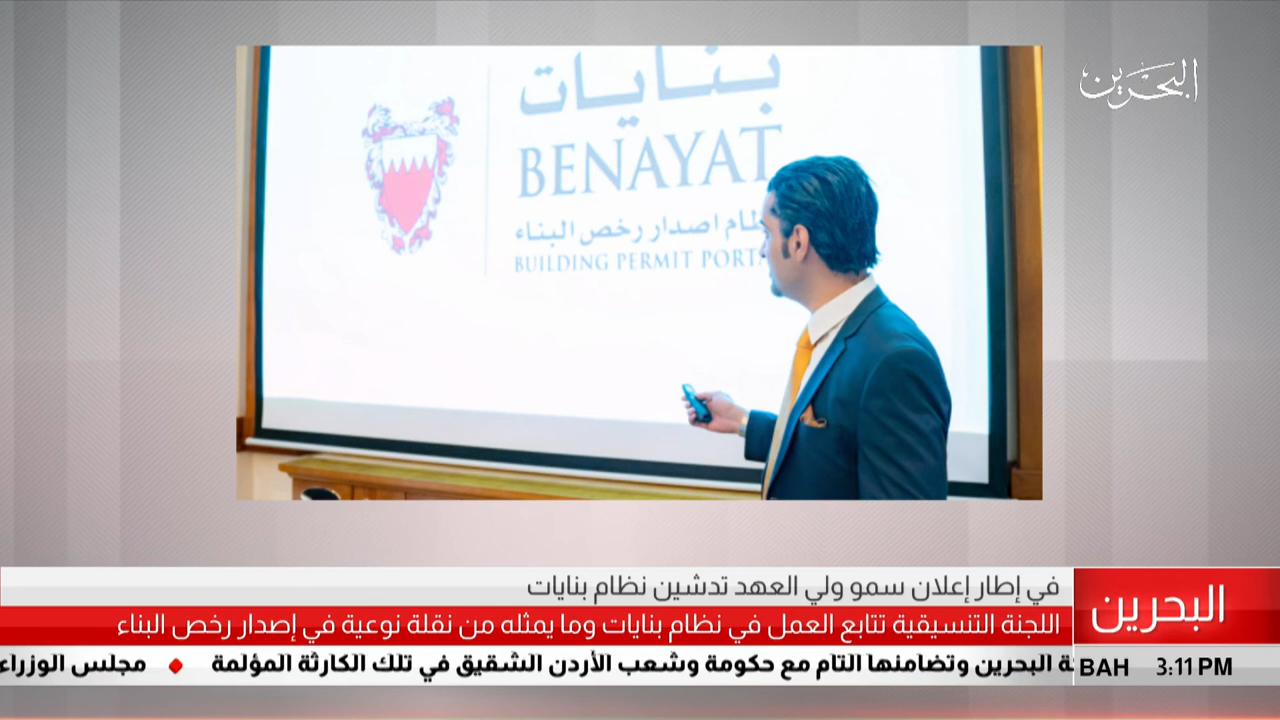 البحرين
بنايات
BENAYAT
اصدار رخص البناء
BUILDING PERMIT
في إطار إعلان سمو ولي العهد تدشين نظام بنايات
البحرين
اللجنة التنسيقية تتابع العمل في نظام بنايات وما يمثله من نقلة نوعية في إصدار رخص البناء
البحرين وتضامنها التام مع حكومة وشعب الأردن الشقيق في تلك الكارثة المؤلمة ♦ مجلس الوزراء
BAH 3:11 PM